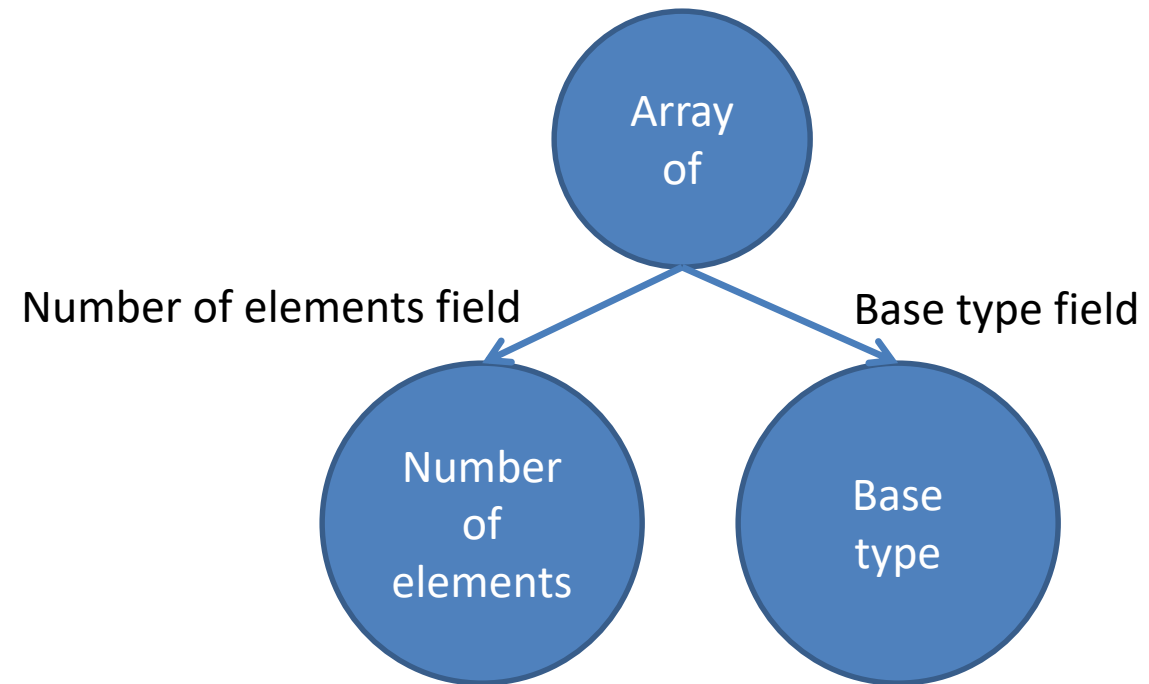 Array
of
Number of elements field
Base type field
Number
of
elements
Base
type